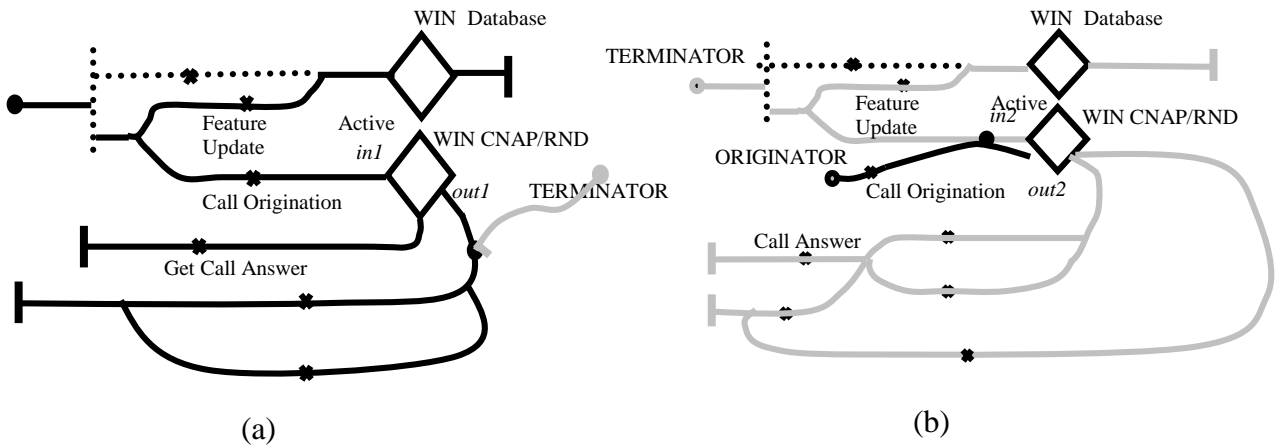 WIN Database
Feature
Update
Active
in1
WIN CNAP/RND
Call Origination
out1
TERMINATOR
Get Call Answer
(a)
WIN Database
TERMINATOR
Feature
Update
Active
in2
WIN CNAP/RND
ORIGINATOR
Call Origination
out2
Call Answer
(b)